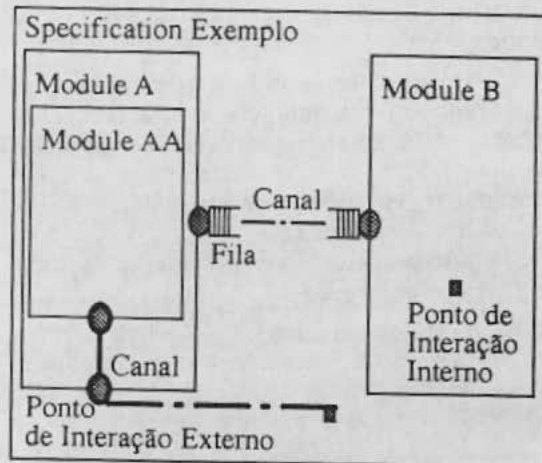 Specification Exemplo
Module A
Module AA
Module B
Canal
Fila
Canal
Ponto de
Interação
Interno
Ponto
de Interação Externo